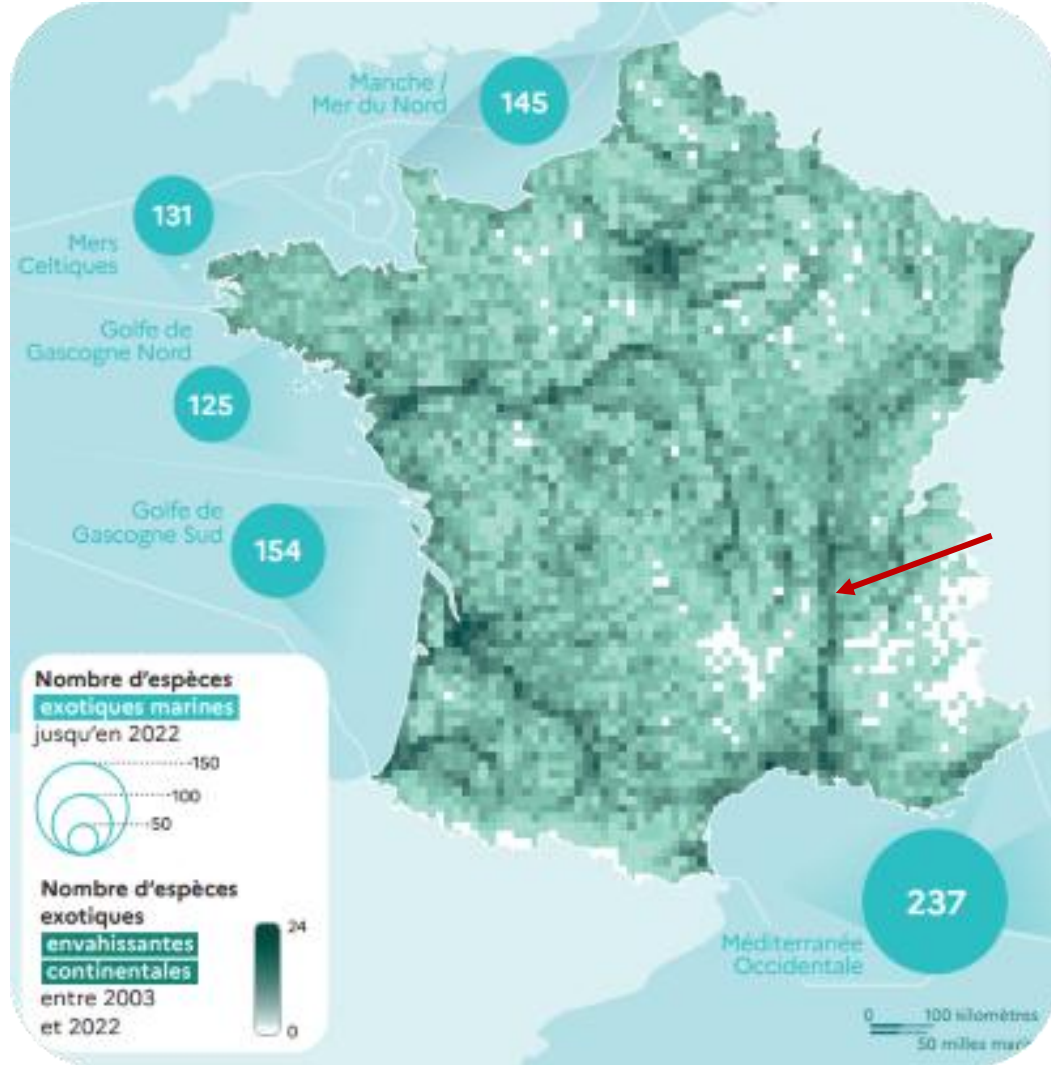 Manche /
Mer du Nord
145
131
Mers
Celtiques
Golfe de
Gascogne Nord
125
Golfe de
Gascogne Sud
154
Nombre d'espèces
exotiques marines
jusqu'en 2022
150
100
50
Nombre d'espèces
exotiques
envahissantes
continentales
entre 2003
et 2022
24
0
237
Méditerranée
Occidentale
0 100 kilomètres
50 milles